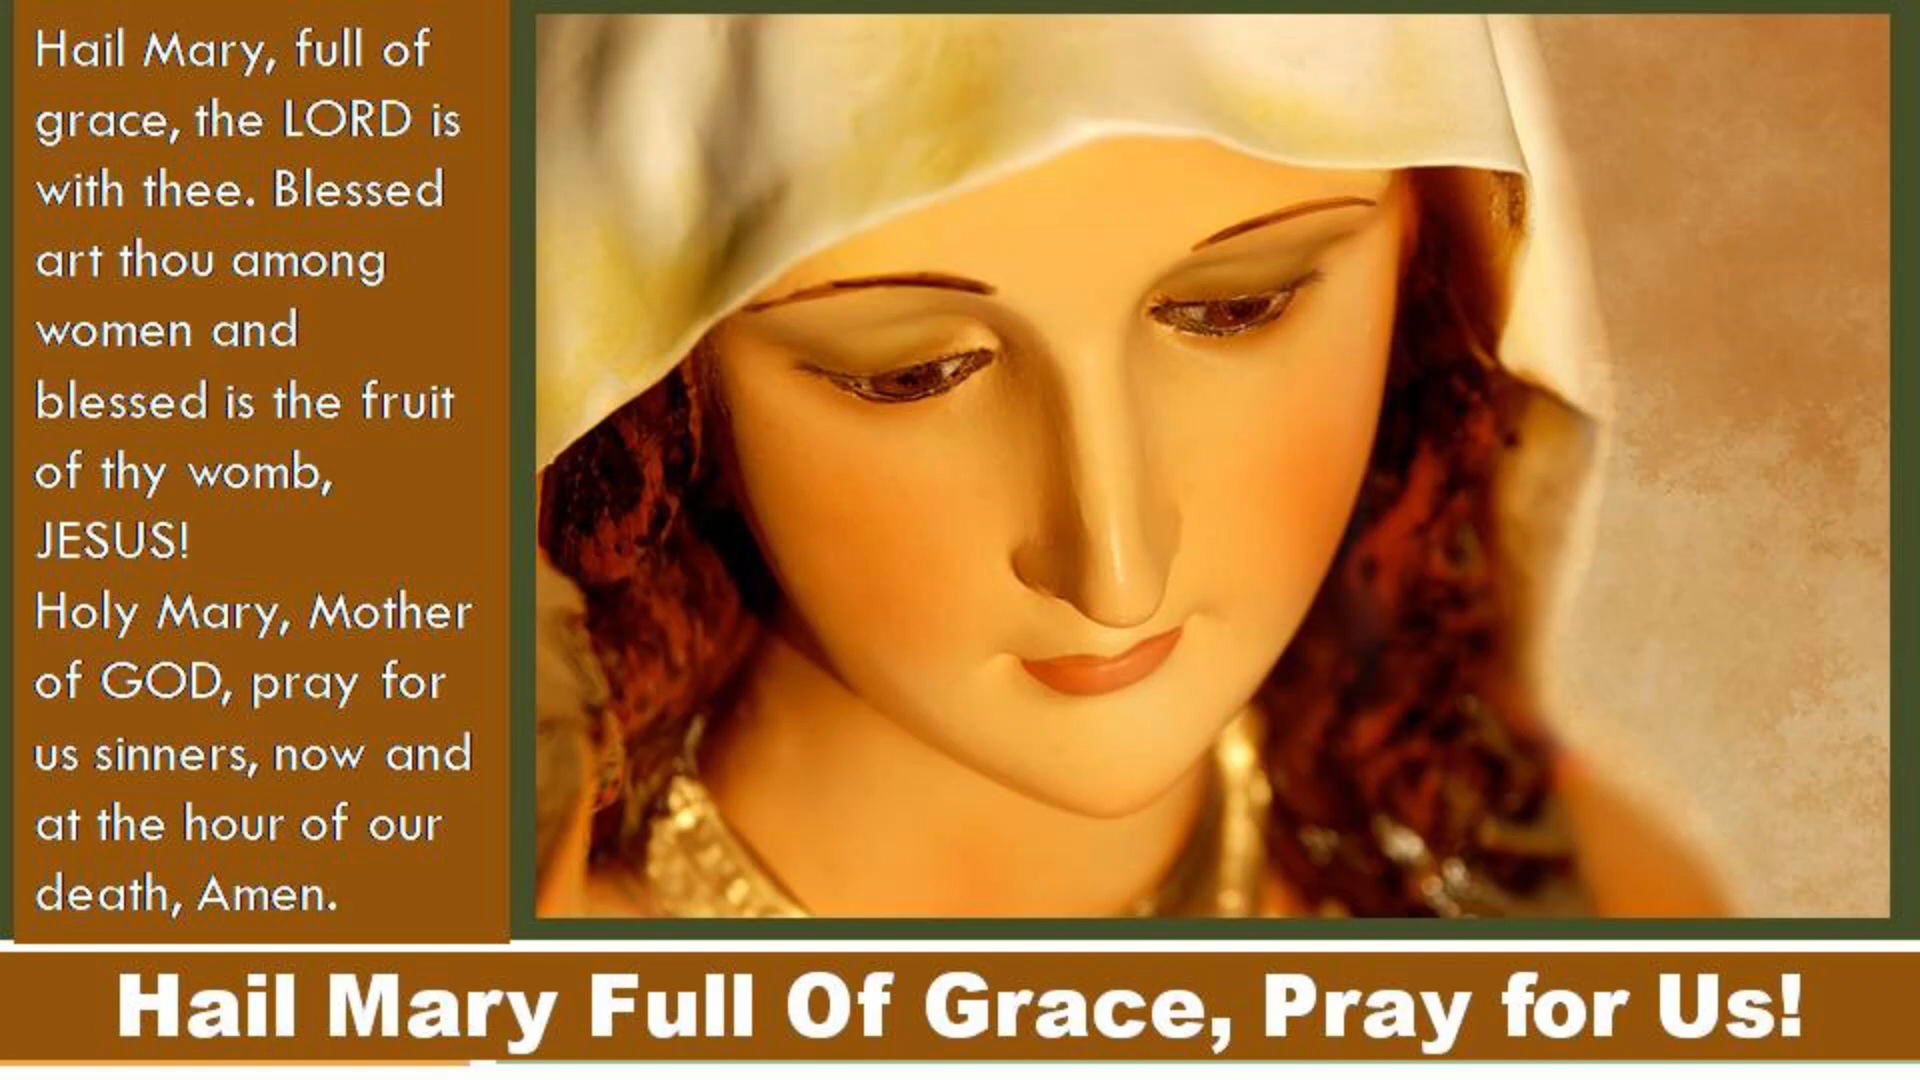 Hail Mary, full of
grace, the LORD is
with thee. Blessed
art thou among
women and
blessed is the fruit
of thy womb,
JESUS!
Holy Mary, Mother
of GOD, pray for
us sinners, now and
at the hour of our
death, Amen.
Hail Mary Full Of Grace, Pray for Us!